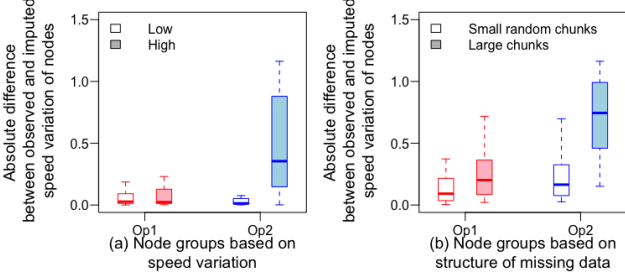 Absolute difference
between observed and imputed
speed variation of nodes
1.5
1.0
0.5
0.0
Low
High
Op1
Op2
(a) Node groups based on
speed variation
Absolute difference
between observed and imputed
speed variation of nodes
1.5
1.0
0.5
0.0
Small random chunks
Large chunks
Op1
Op2
(b) Node groups based on
structure of missing data